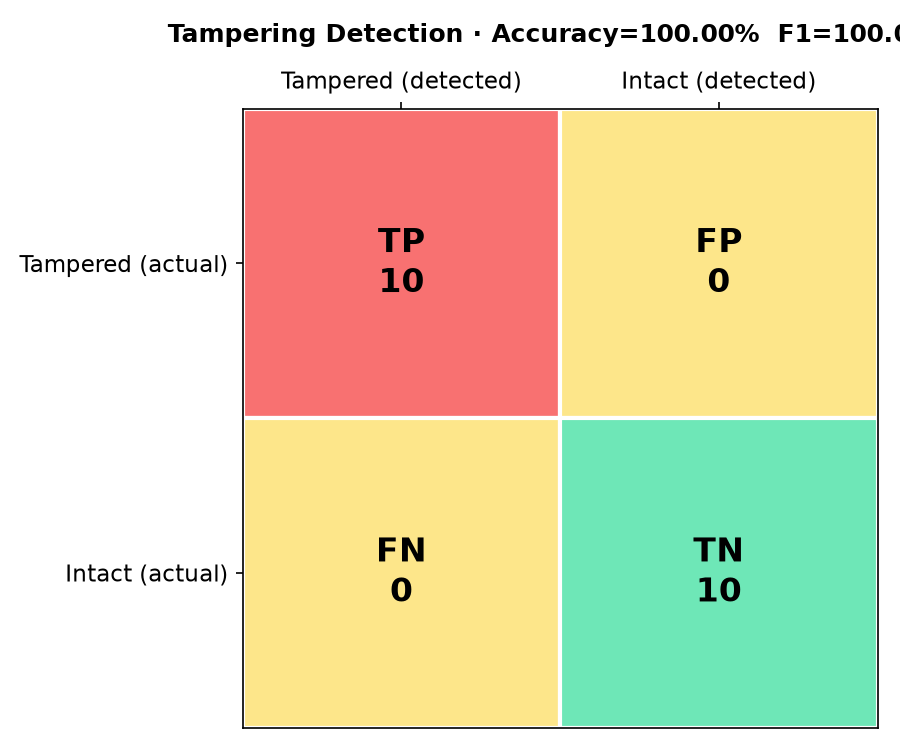 Tampering Detection · Accuracy=100.00%  F1=100.0
Tampered (detected) Intact (detected)
Tampered (actual)
TP
10
FP
0
Intact (actual)
FN
0
TN
10